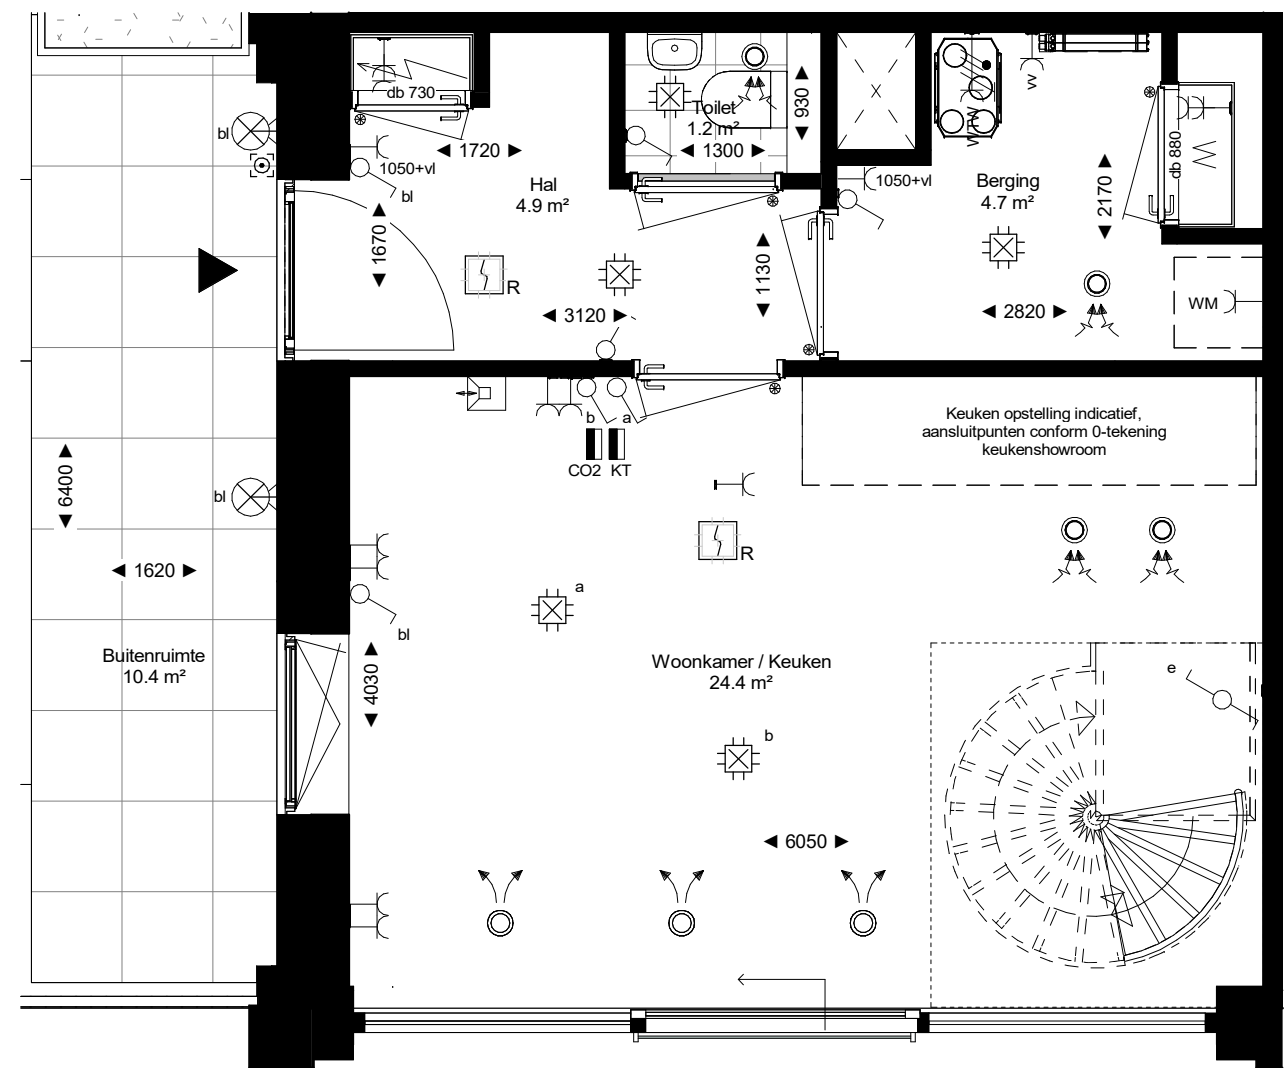 db 730
Toilet
1.2 m²
930
1300
1720
bl
1050+vl
bl
Hal
4.9 m²
1670
R
3120
1130
WTW
vv
1050+vl
Berging
4.7 m²
2170
db 880
W
2820
WM
b
a
CO2
KT
Keuken opstelling indicatief,
aansluitpunten conform 0-tekening
keukenshowroom
6400
bl
1620
R
a
bl
Buitenruimte
10.4 m²
4030
Woonkamer / Keuken
24.4 m²
e
b
6050